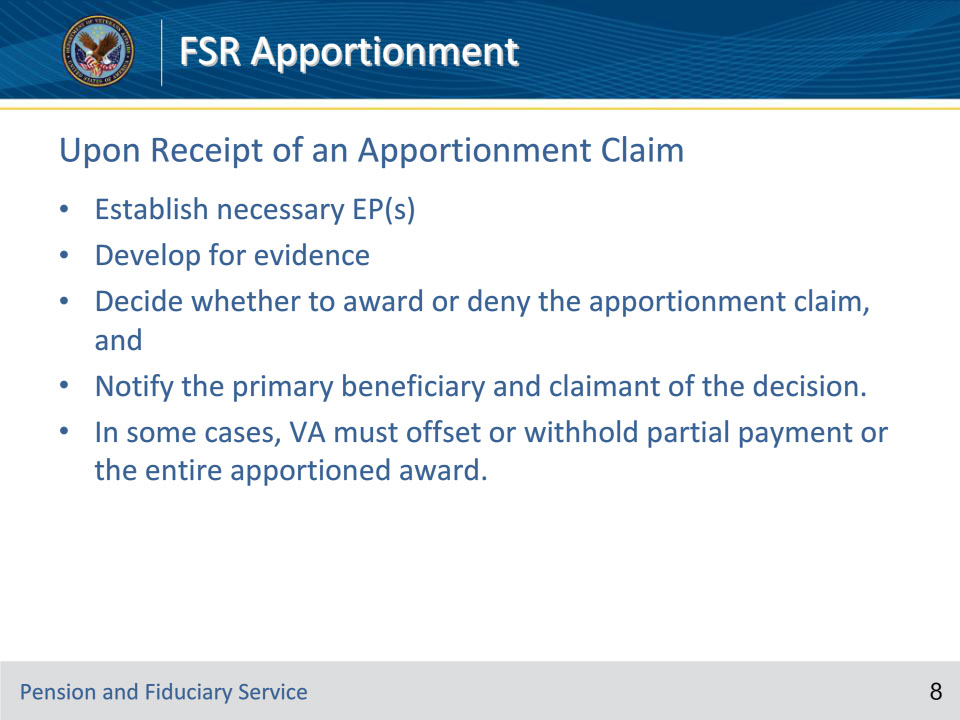 FSR Apportionment
Upon Receipt of an Apportionment Claim
• Establish necessary EP(s)
• Develop for evidence
• Decide whether to award or deny the apportionment claim,
and
• Notify the primary beneficiary and claimant of the decision.
• In some cases, VA must offset or withhold partial payment or
the entire apportioned award.
Pension and Fiduciary Service
8